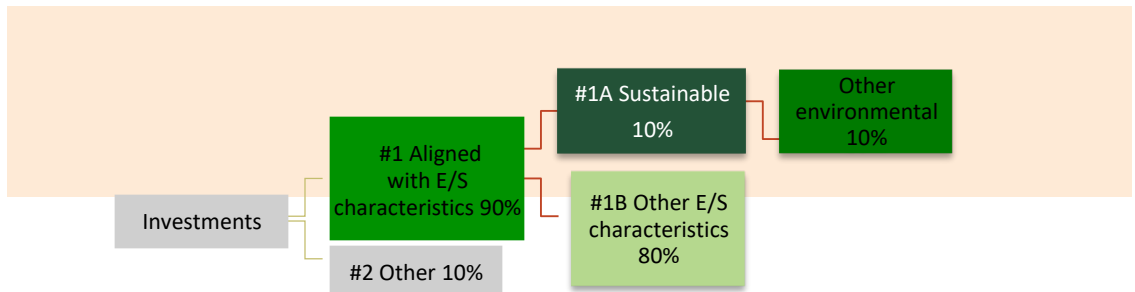 #1A Sustainable
10%
Other
environmental
10%
#1 Aligned
with E/S
characteristics 90%
#1B Other E/S
characteristics
80%
Investments
#2 Other 10%